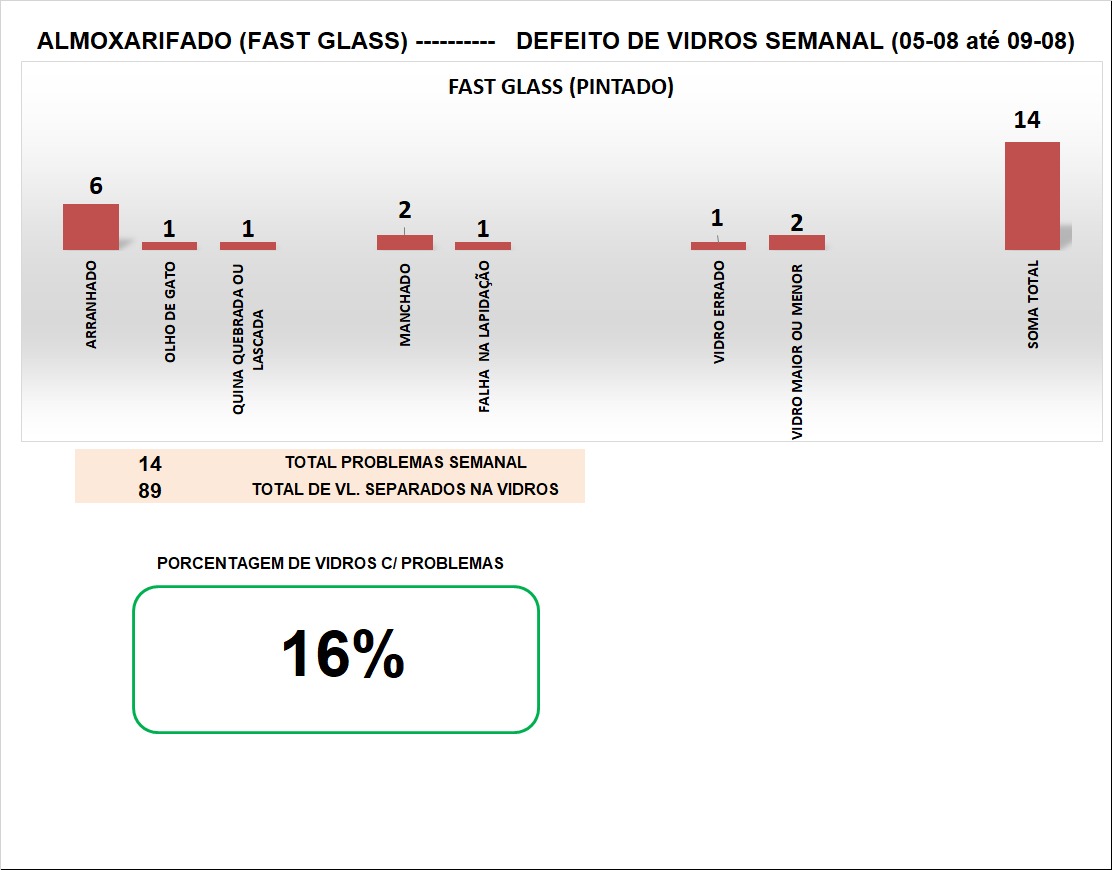 ALMOXARIFADO (FAST GLASS) ---------- DEFEITO DE VIDROS SEMANAL (05-08 até 09-08)
FAST GLASS (PINTADO)
6
1
1
2
1
1
2
14
ARRANHADO
OLHO DE GATO
QUINA QUEBRADA OU
LASCADA
MANCHADO
FALHA NA LAPIDAÇÃO
VIDRO ERRADO
VIDRO MAIOR OU MENOR
SOMA TOTAL
14 TOTAL PROBLEMAS SEMANAL
89 TOTAL DE VL. SEPARADOS NA VIDROS
PORCENTAGEM DE VIDROS C/ PROBLEMAS
16%